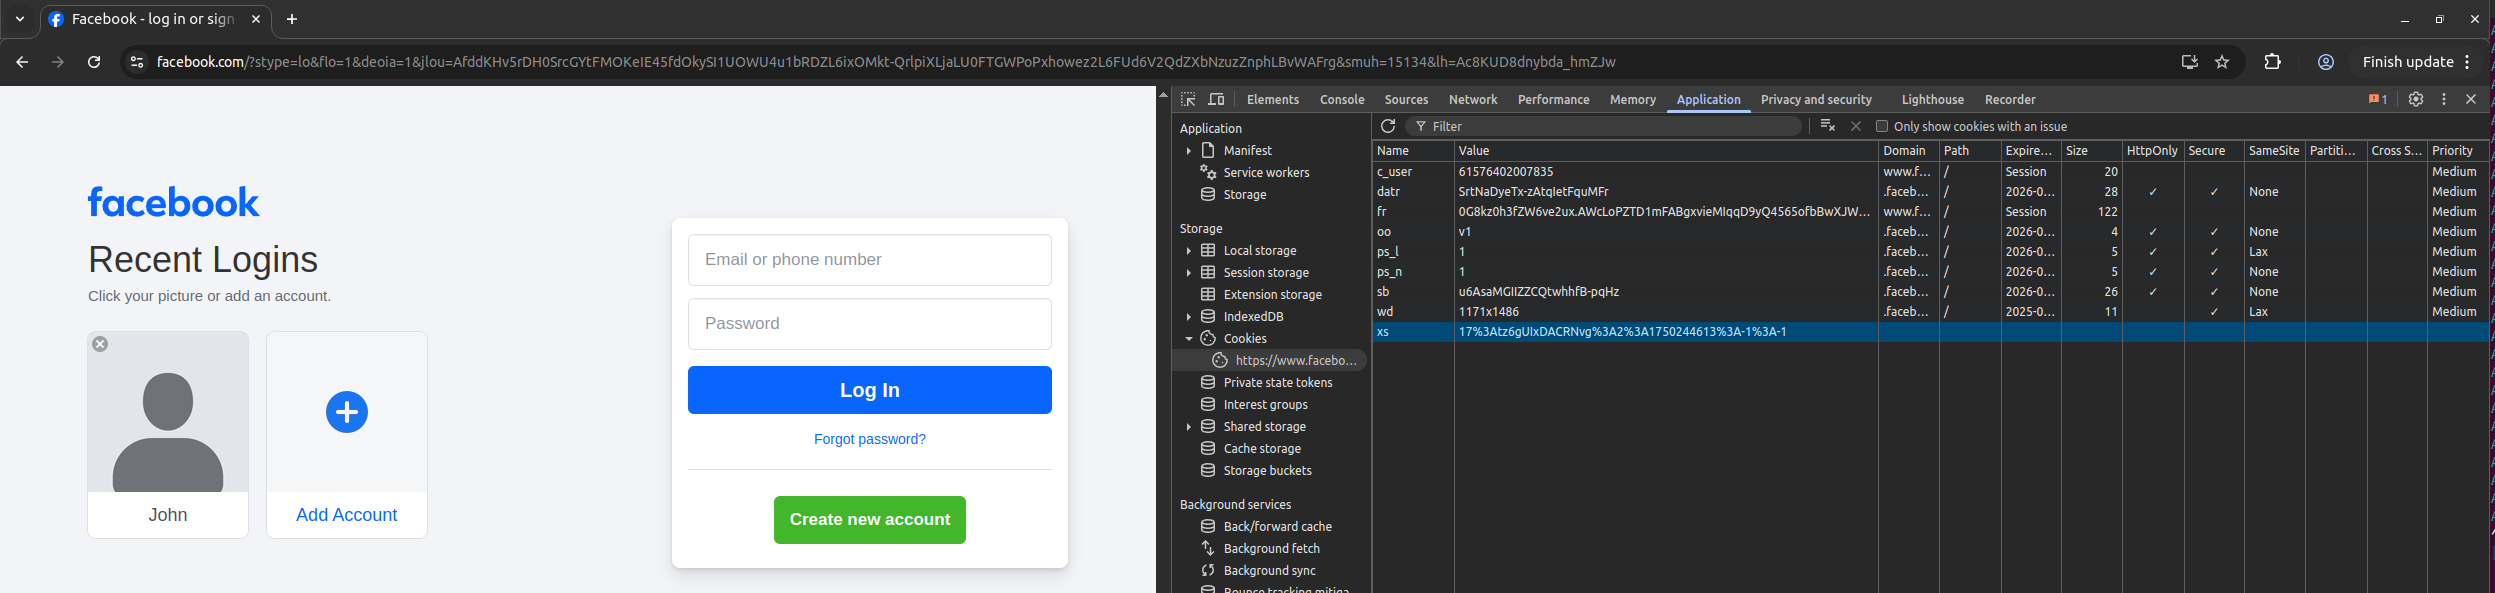 Facebook - log in or sign
facebook.com/?stype=lo&flo=1&deoia=1&jlou=AfddKHv5rDH0SrcGYtFMOKeIE45fdOkySI1UOWU4u1bRDZL6ixOMkt-QrlpiXLjaLU0FTGWPoPxhowez2L6FUd6V2QdZXbNzuzZnphLBvWAFrg&smuh=15134&lh=Ac8KUD8dnybda_hmZJw
Finish update
facebook
Recent Logins
Click your picture or add an account.
John
Add Account
Email or phone number
Password
Log In
Forgot password?
Create new account
Elements Console Sources Network Performance Memory Application Privacy and security Lighthouse Recorder 1
Application
Manifest
Service workers
Storage
Storage
Local storage
Session storage
Extension storage
IndexedDB
Cookies
https://www.facebo...
Private state tokens
Interest groups
Shared storage
Cache storage
Storage buckets
Background services
Back/forward cache
Background fetch
Background sync
Bounce tracking mitiga
Filter Only show cookies with an issue
Name Value Domain Path Expire... Size HttpOnly Secure SameSite Partiti... Cross S... Priority
c_user 61576402007835 www.f... / Session 20 Medium
datr SrtNaDyeTx-zAtqIetFquMFr .faceb... / 2026-0... 28 ✓ ✓ None Medium
fr 0G8kz0h3fZW6ve2ux.AWcLoPZTD1mFABgxvieMIqqD9yQ4565ofbBwXJW... www.f... / Session 122 Medium
oo v1 .faceb... / 2026-0... 4 ✓ ✓ None Medium
ps_l 1 .faceb... / 2026-0... 5 ✓ ✓ Lax Medium
ps_n 1 .faceb... / 2026-0... 5 ✓ ✓ None Medium
sb u6AsaMGIIZZCQtwhhfB-pqHz .faceb... / 2026-0... 26 ✓ ✓ None Medium
wd 1171x1486 .faceb... / 2025-0... 11 ✓ Lax Medium
xs 17%3Atz6gUIxDACRNvg%3A2%3A1750244613%3A-1%3A-1